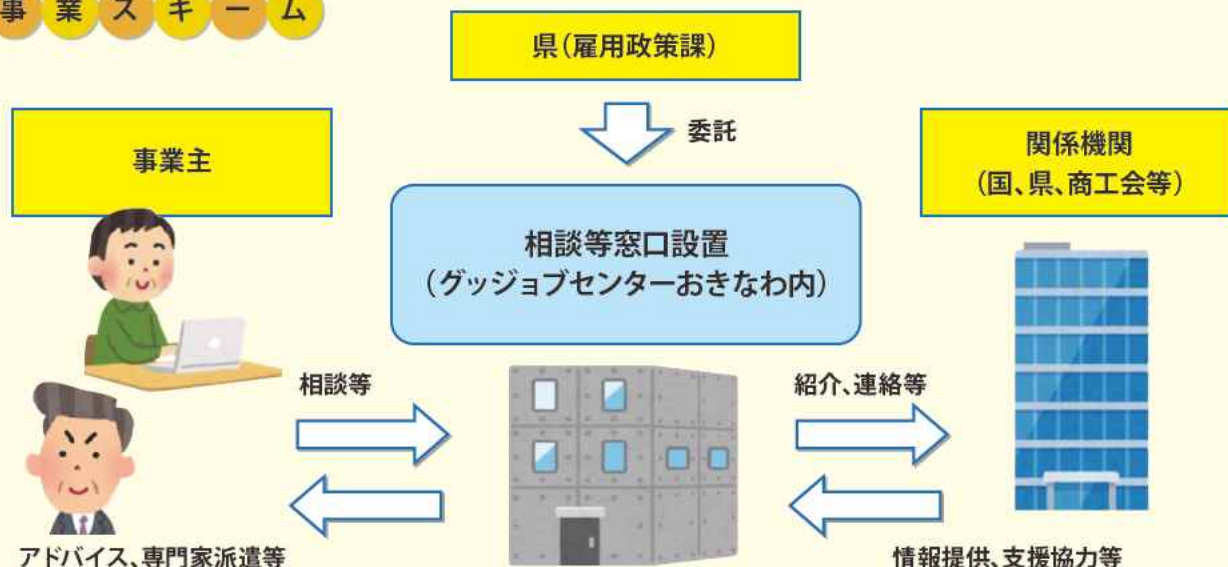 事業スキーム
県(雇用政策課)
委託
事業主
関係機関
(国、県、商工会等)
相談等窓口設置
(グッジョブセンターおきなわ内)
相談等
紹介、連絡等
アドバイス、専門家派遣等
情報提供、支援協力等